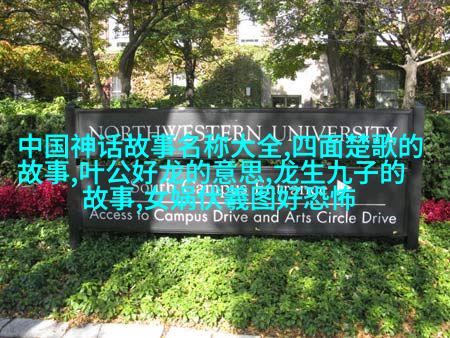 NORTHWESTERN UNIVERSITY
中国神话故事名称大全,四面楚歌的
故事,叶公好龙的意思,龙生九子的
South Campus Entrance
故事,女娲伏羲图好恐怖
Access to Campus Drive and Arts Circle Drive